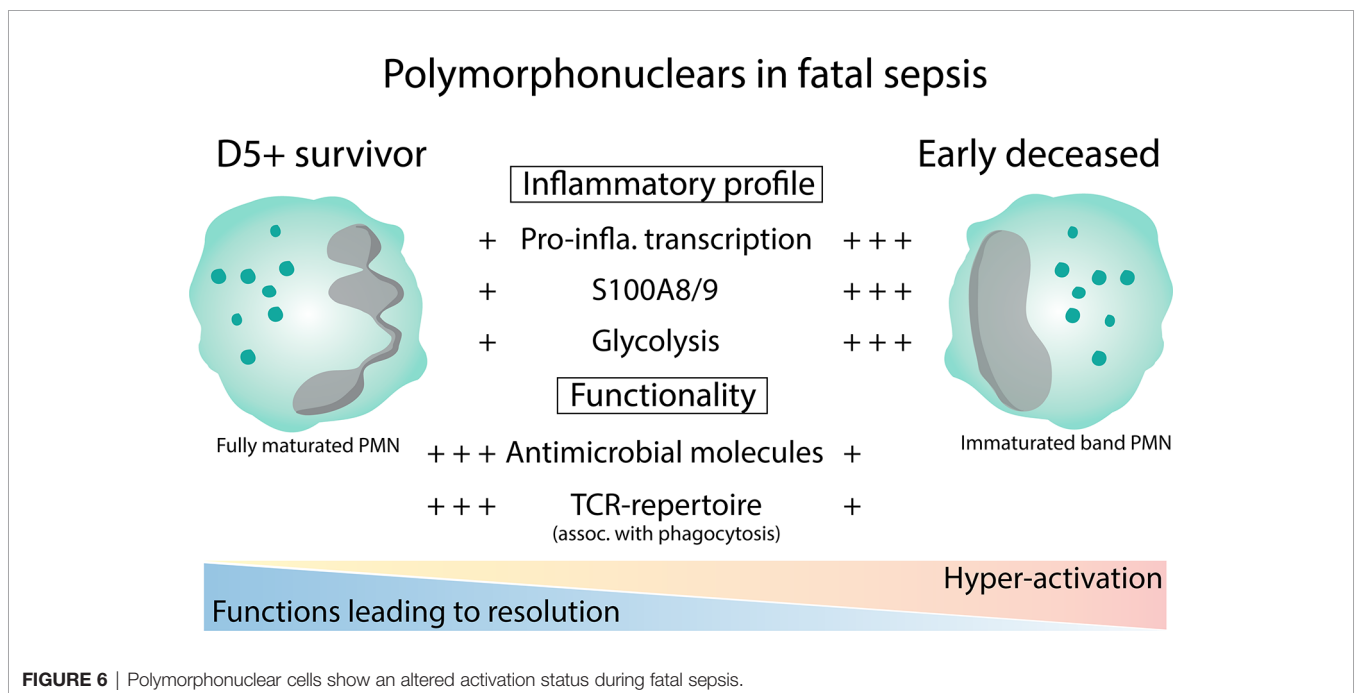 Polymorphonuclears in fatal sepsis
D5+ survivor
Early deceased
Inflammatory profile
+ Pro-infla. transcription +++
+ S100A8/9 +++
+ Glycolysis +++
Functionality
Fully maturated PMN
Immaturated band PMN
+++ Antimicrobial molecules +
+++ TCR-repertoire +
(assoc. with phagocytosis)
Hyper-activation
Functions leading to resolution
FIGURE 6 | Polymorphonuclear cells show an altered activation status during fatal sepsis.